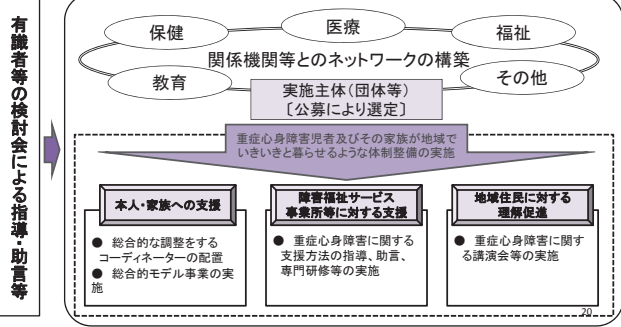 有識者等の検討会による指導・助言等
保健
医療
福祉
関係機関等とのネットワークの構築
教育
その他
実施主体(団体等)
〔公募により選定〕
重症心身障害児者及びその家族が地域で
いきいきと暮らせるような体制整備の実施
本人・家族への支援
● 総合的な調整をする
コーディネーターの配置
● 総合的モデル事業の実
施
障害福祉サービス
事業所等に対する支援
● 重症心身障害に関する
支援方法の指導、助言、
専門研修等の実施
地域住民に対する
理解促進
● 重症心身障害に関す
る講演会等の実施
20